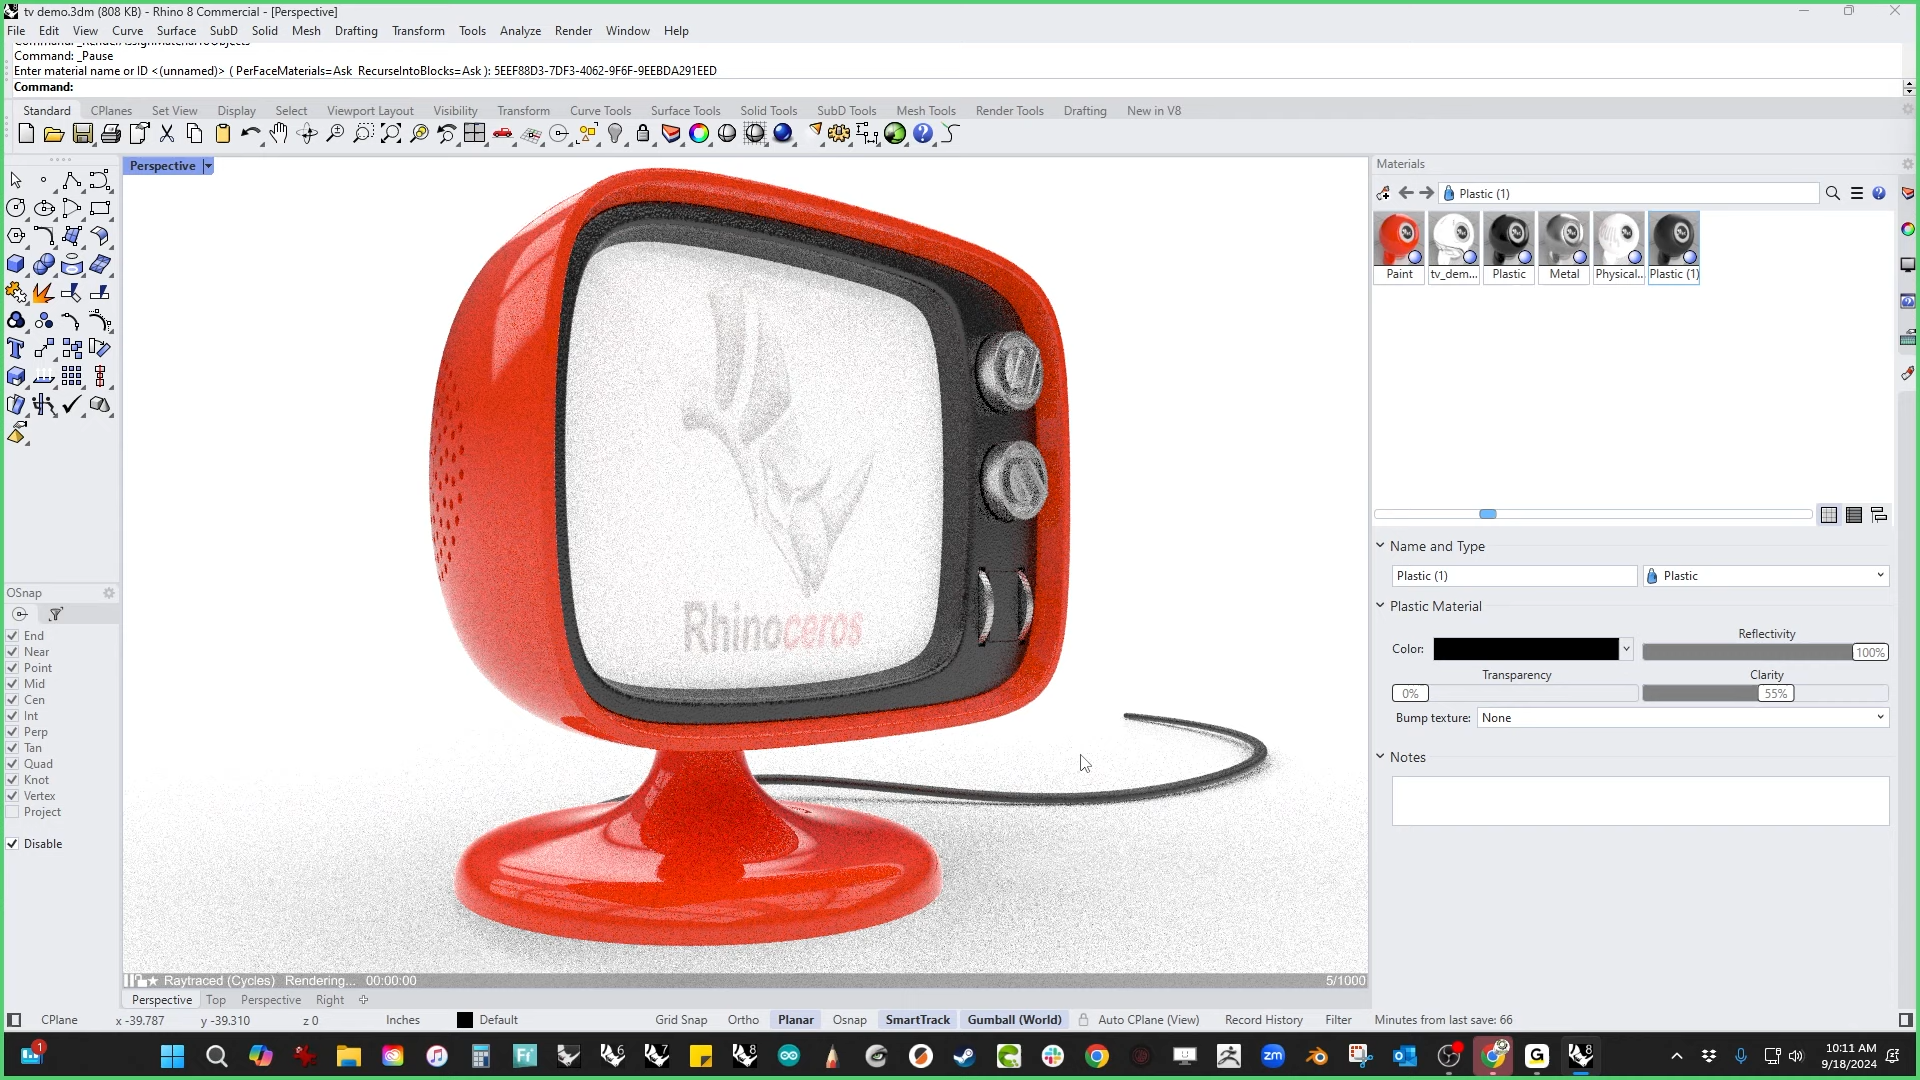 tv demo.3dm (808 KB) - Rhino 8 Commercial - [Perspective]
File Edit View Curve Surface SubD Solid Mesh Drafting Transform Tools Analyze Render Window Help
Command: _Pause
Enter material name or ID <(unnamed)> ( PerFaceMaterials=Ask RecurseIntoBlocks=Ask ): 5EEF88D3-7DF3-4062-9F6F-9EEBDA291EED
Command:
Standard CPlanes Set View Display Select Viewport Layout Visibility Transform Curve Tools Surface Tools Solid Tools SubD Tools Mesh Tools Render Tools Drafting New in V8
Perspective
Materials
Plastic (1)
Paint tv_dem... Plastic Metal Physical... Plastic (1)
Name and Type
Plastic (1) Plastic
Plastic Material
Color: Reflectivity
100%
Transparency Clarity
0% 55%
Bump texture: None
Notes
OSnap
End
Near
Point
Mid
Cen
Int
Perp
Tan
Quad
Knot
Vertex
Project
Disable
Rhinoceros
Raytraced (Cycles) Rendering... 00:00:00 5/1000
Perspective Top Perspective Right
CPlane x -39.787 y -39.310 z 0 Inches Default Grid Snap Ortho Planar Osnap SmartTrack Gumball (World) Auto CPlane (View) Record History Filter Minutes from last save: 66
10:11 AM
9/18/2024